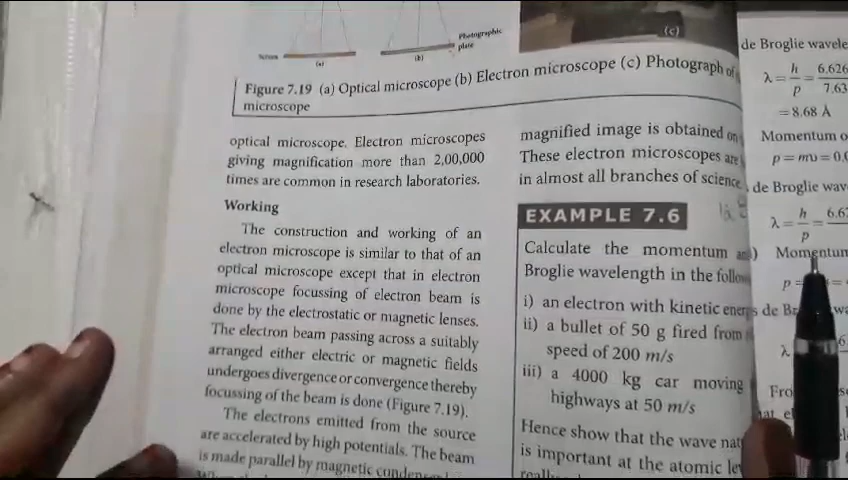 Screen
(a)
(b)
Photographic
plate
(c)
Figure 7.19 (a) Optical microscope (b) Electron microscope (c) Photograph of
microscope
optical microscope. Electron microscopes
giving magnification more than 2,00,000
times are common in research laboratories.
Working
The construction and working of an
electron microscope is similar to that of an
optical microscope except that in electron
microscope focussing of electron beam is
done by the electrostatic or magnetic lenses.
The electron beam passing across a suitably
arranged either electric or magnetic fields
undergoes divergence or convergence thereby
focussing of the beam is done (Figure 7.19).
The electrons emitted from the source
are accelerated by high potentials. The beam
is made parallel by magnetic
magnified image is obtained on
These electron microscopes are
in almost all branches of science.
EXAMPLE 7.6
Calculate the momentum
Broglie wavelength in the
i) an electron with kinetic
ii) a bullet of 50 g fired from
speed of 200 m/s
iii) a 4000 kg car moving
highways at 50 m/s
Hence show that the wave
is important at the atomic
de Broglie
λ = h/p = 6.626
7.63
= 8.68 Å
Momentum
p = mυ = 0.0
de Broglie
λ = h/p = 6.6
Momentum
p =
λ